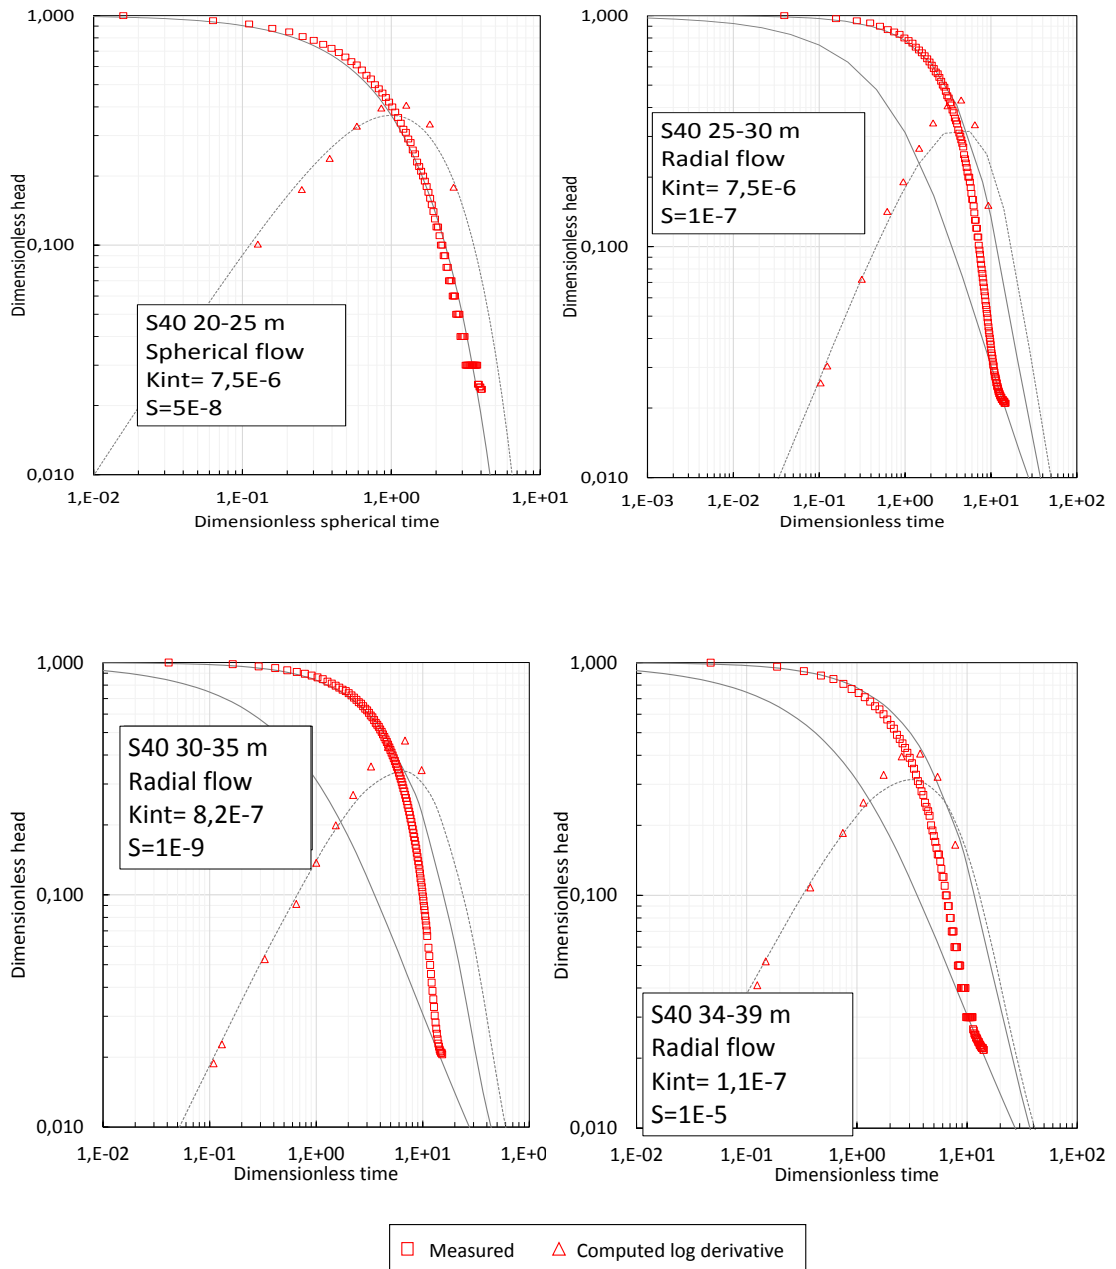 1,000
0,100
0,010
Dimensionless head
S40 20-25 m
Spherical flow
Kint= 7,5E-6
S=5E-8
1,E-02 1,E-01 1,E+00 1,E+01
Dimensionless spherical time
1,000
0,100
0,010
Dimensionless head
S40 25-30 m
Radial flow
Kint= 7,5E-6
S=1E-7
1,E-03 1,E-02 1,E-01 1,E+00 1,E+01 1,E+02
Dimensionless time
1,000
0,100
0,010
Dimensionless head
S40 30-35 m
Radial flow
Kint= 8,2E-7
S=1E-9
1,E-02 1,E-01 1,E+00 1,E+01 1,E+0
Dimensionless time
1,000
0,100
0,010
Dimensionless head
S40 34-39 m
Radial flow
Kint= 1,1E-7
S=1E-5
1,E-02 1,E-01 1,E+00 1,E+01 1,E+02
Dimensionless time
Measured Computed log derivative